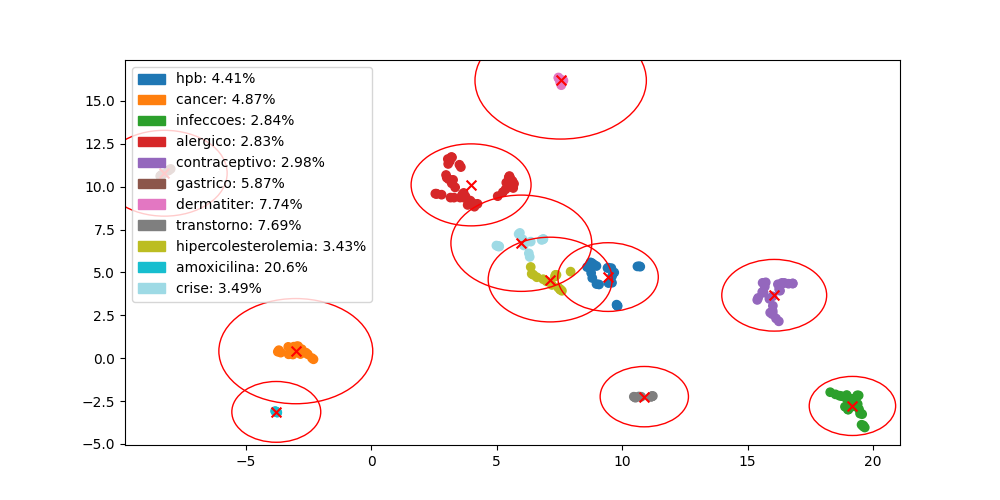 hpb: 4.41%
cancer: 4.87%
infeccoes: 2.84%
alergico: 2.83%
contraceptivo: 2.98%
gastrico: 5.87%
dermatiter: 7.74%
transtorno: 7.69%
hipercolesterolemia: 3.43%
amoxicilina: 20.6%
crise: 3.49%
15.0
12.5
10.0
7.5
5.0
2.5
0.0
−2.5
−5.0
−5 0 5 10 15 20